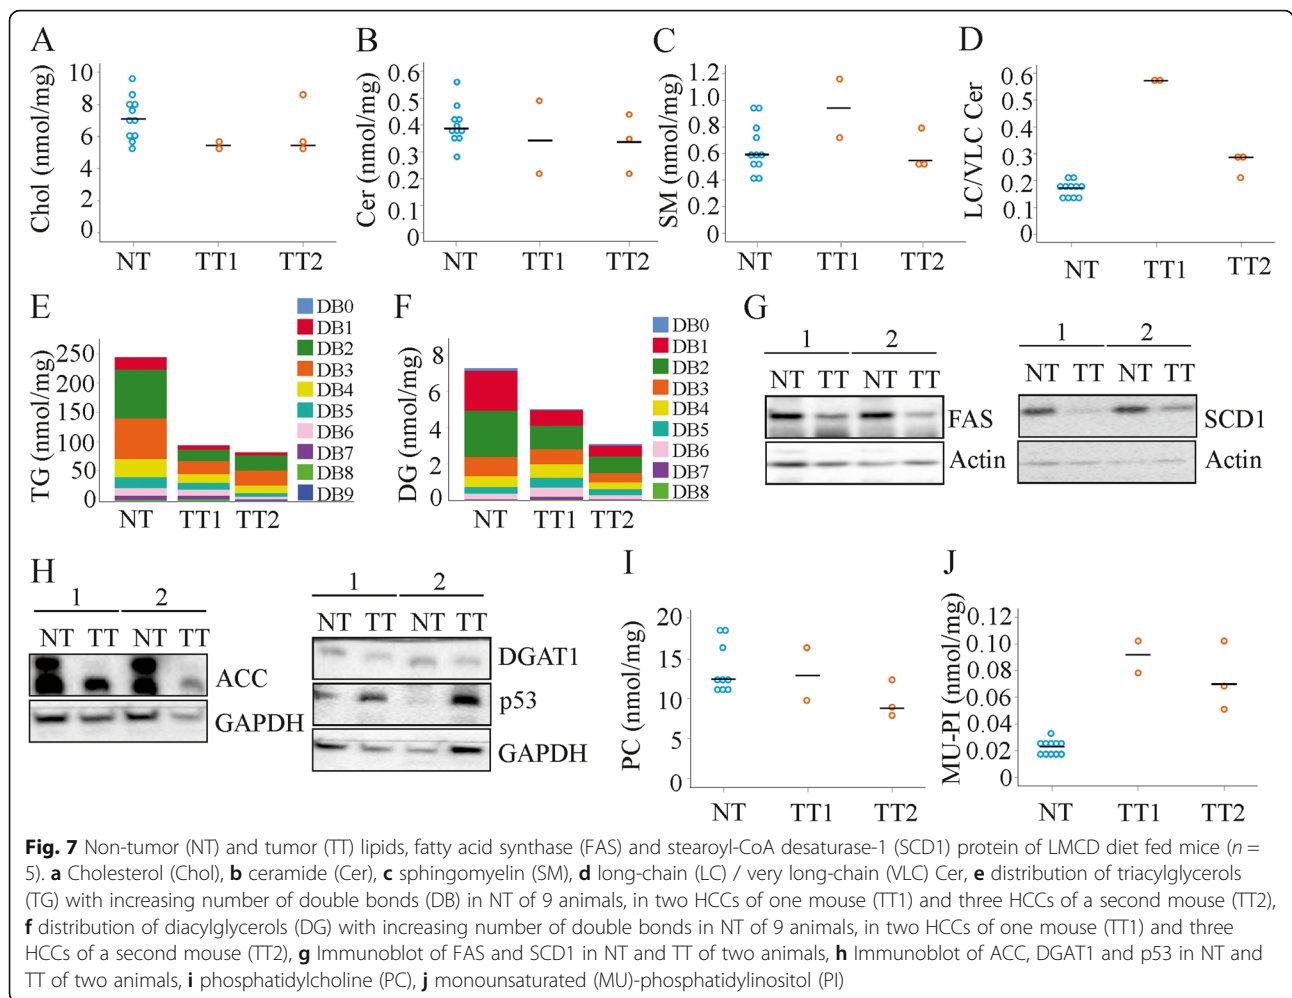 A
Chol (nmol/mg)
10
8
6
4
2
0
NT TT1 TT2
B
Cer (nmol/mg)
0.6
0.5
0.4
0.3
0.2
0.1
0
NT TT1 TT2
C
SM (nmol/mg)
1.2
1.0
0.8
0.6
0.4
0.2
0
NT TT1 TT2
D
LC/VLC Cer
0.6
0.5
0.3
0.2
0.1
0
NT TT1 TT2
E
TG (nmol/mg)
250
200
150
100
50
0
NT TT1 TT2
DB0
DB1
DB2
DB3
DB4
DB5
DB6
DB7
DB8
DB9
F
DG (nmol/mg)
8
6
4
2
0
NT TT1 TT2
DB0
DB1
DB2
DB3
DB4
DB5
DB6
DB7
DB8
G
1 2
NT TT NT TT
FAS
Actin
1 2
NT TT NT TT
SCD1
Actin
H
1 2
NT TT NT TT
ACC
GAPDH
1 2
NT TT NT TT
DGAT1
p53
GAPDH
I
PC (nmol/mg)
20
15
10
5
0
NT TT1 TT2
J
MU-PI (nmol/mg)
0.12
0.10
0.08
0.06
0.04
0.02
0
NT TT1 TT2
Fig. 7 Non-tumor (NT) and tumor (TT) lipids, fatty acid synthase (FAS) and stearoyl-CoA desaturase-1 (SCD1) protein of LMCD diet fed mice (n =
5). a Cholesterol (Chol), b ceramide (Cer), c sphingomyelin (SM), d long-chain (LC) / very long-chain (VLC) Cer, e distribution of triacylglycerols
(TG) with increasing number of double bonds (DB) in NT of 9 animals, in two HCCs of one mouse (TT1) and three HCCs of a second mouse (TT2),
f distribution of diacylglycerols (DG) with increasing number of double bonds in NT of 9 animals, in two HCCs of one mouse (TT1) and three
HCCs of a second mouse (TT2), g Immunoblot of FAS and SCD1 in NT and TT of two animals, h Immunoblot of ACC, DGAT1 and p53 in NT and
TT of two animals, i phosphatidylcholine (PC), j monounsaturated (MU)-phosphatidylinositol (PI)